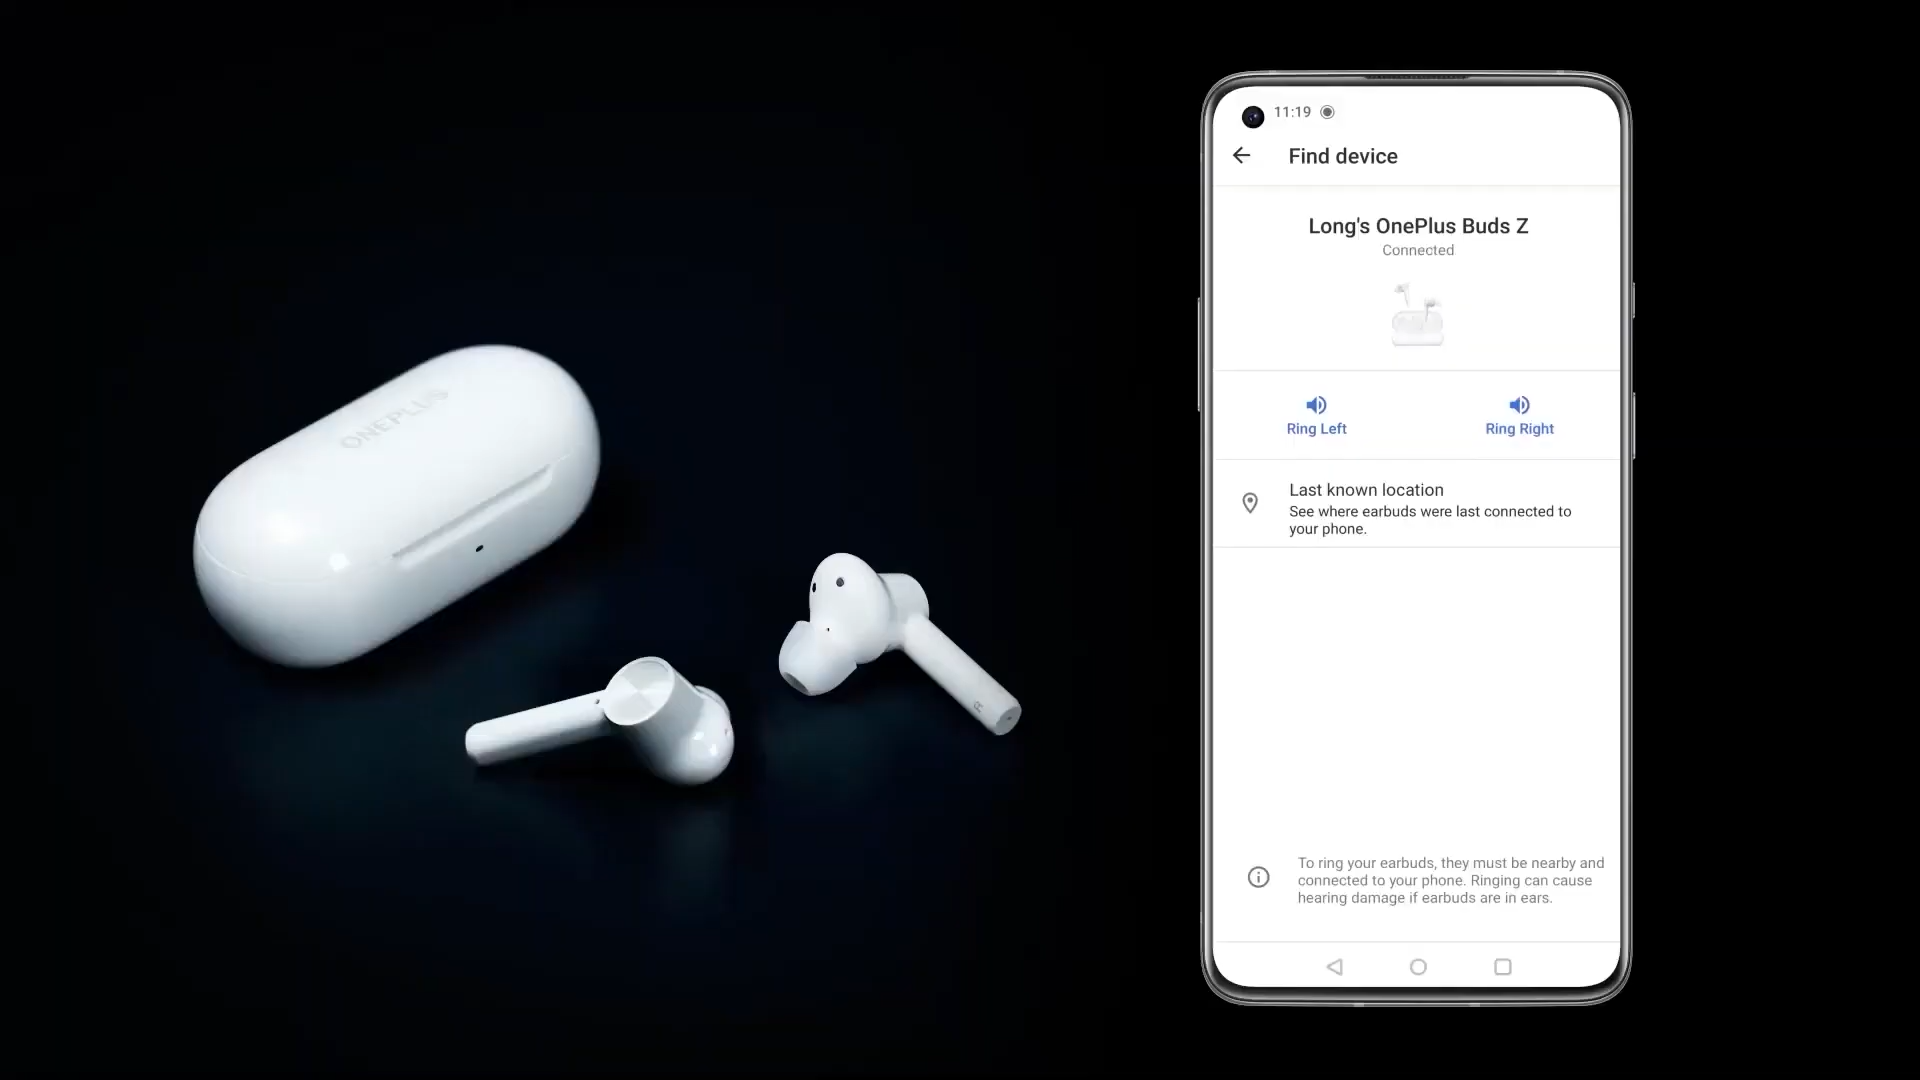 ONEPLUS
R
11:19
Find device
Long's OnePlus Buds Z
Connected
Ring Left
Ring Right
Last known location
See where earbuds were last connected to
your phone.
To ring your earbuds, they must be nearby and
connected to your phone. Ringing can cause
hearing damage if earbuds are in ears.